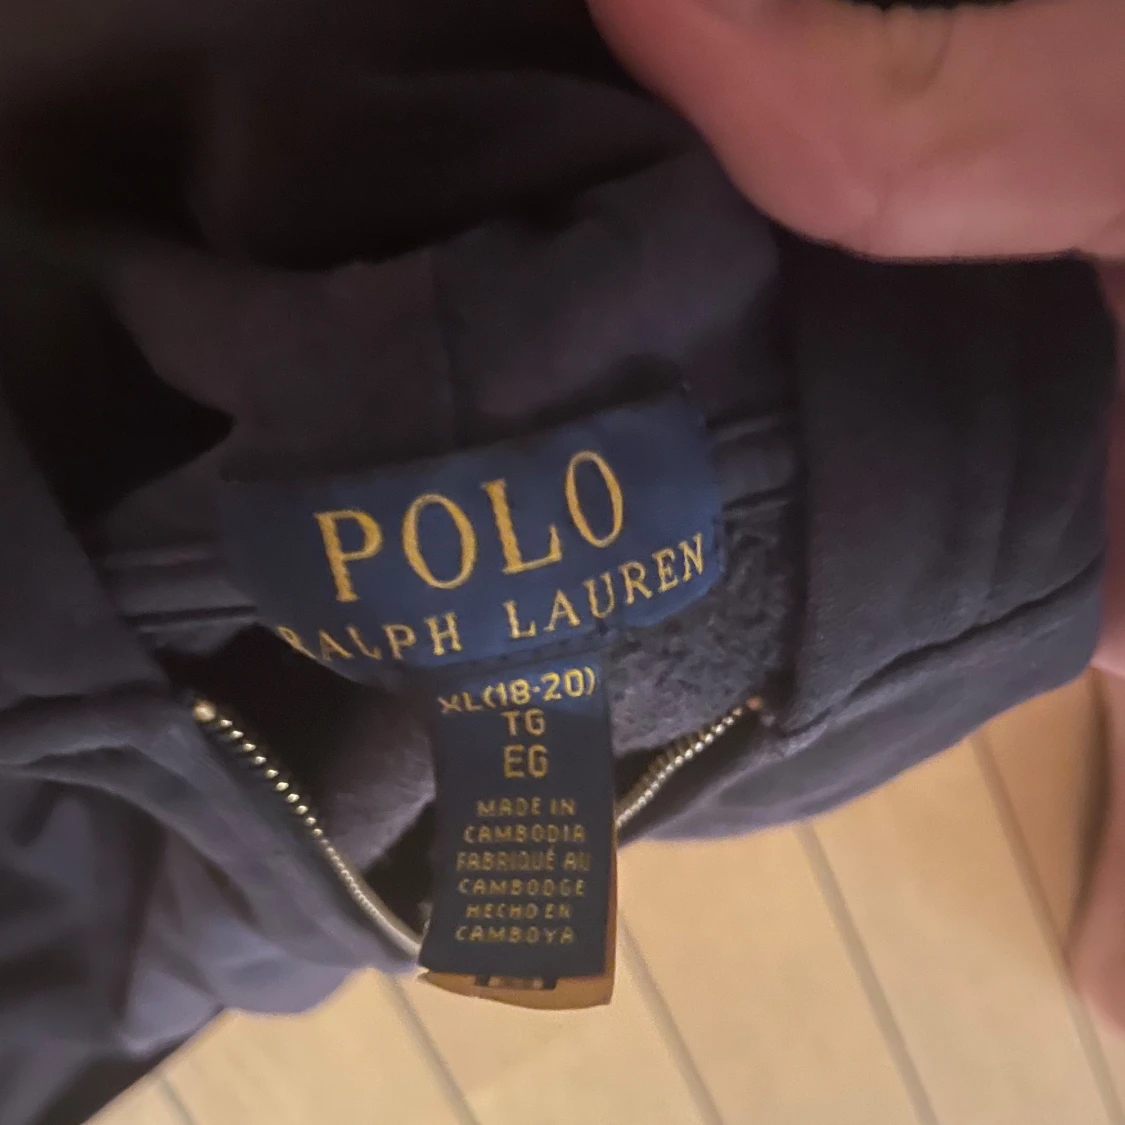 POLO
RALPH LAUREN
XL(18-20)
TG
EG
MADE IN
CAMBODIA
FABRIQUÉ AU
CAMBODGE
HECHO EN
CAMBOYA